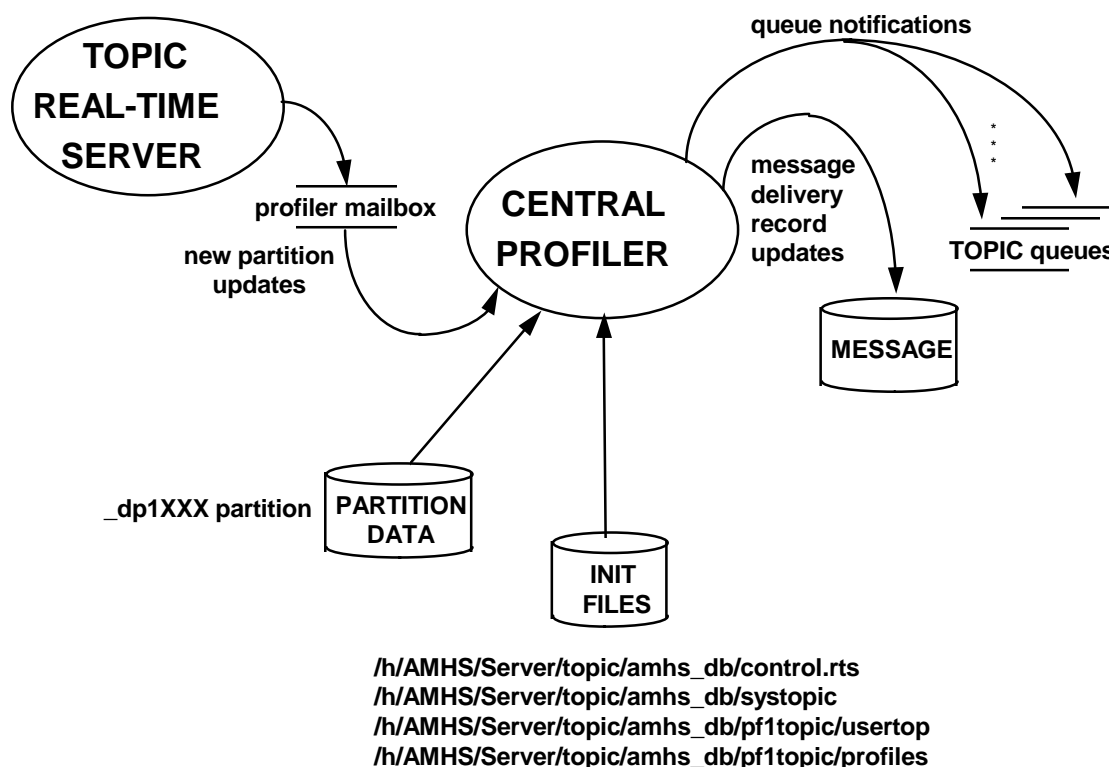 queue notifications
TOPIC
REAL-TIME
SERVER
profiler mailbox
new partition
updates
CENTRAL
PROFILER
message
delivery
record
updates
*
*
*
TOPIC queues
MESSAGE
_dp1XXX partition
PARTITION
DATA
INIT
FILES
/h/AMHS/Server/topic/amhs_db/control.rts
/h/AMHS/Server/topic/amhs_db/systopic
/h/AMHS/Server/topic/amhs_db/pf1topic/usertop
/h/AMHS/Server/topic/amhs_db/pf1topic/profiles